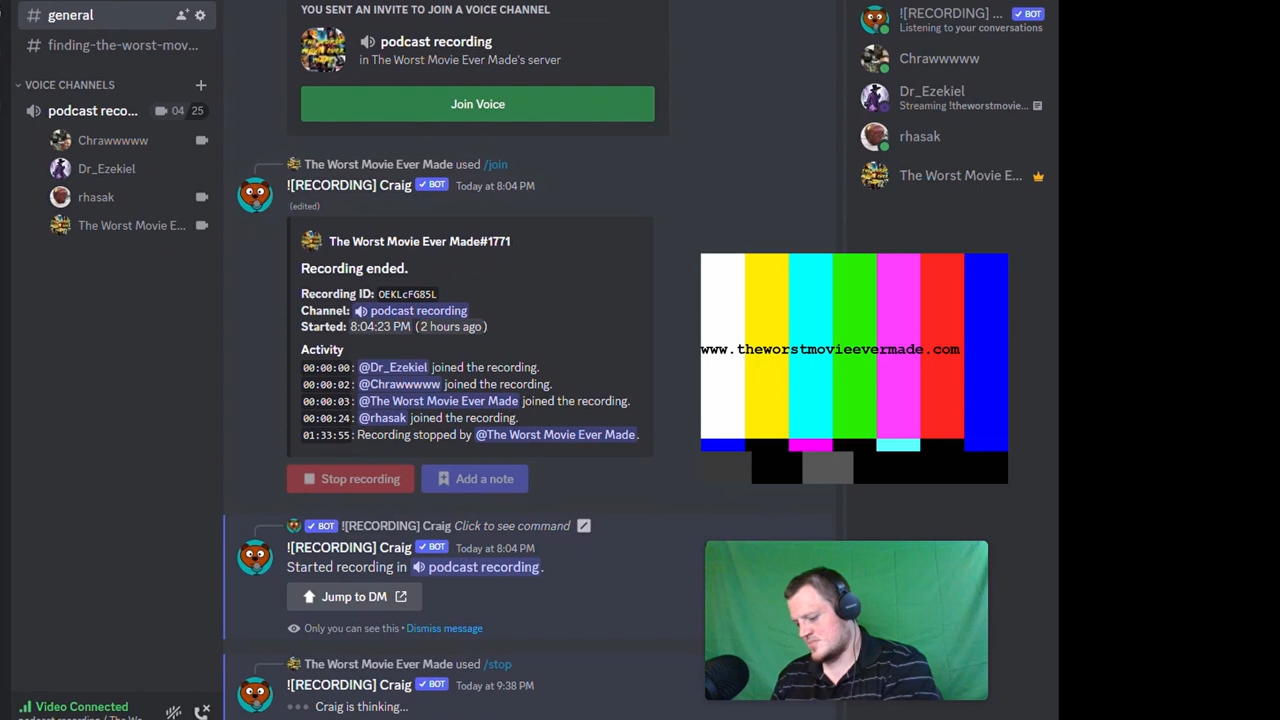 # general
# finding-the-worst-mov...
VOICE CHANNELS
podcast reco... 04 25
Chrawwwww
Dr_Ezekiel
rhasak
The Worst Movie E...
Video Connected
podcast recording / The Wo...
YOU SENT AN INVITE TO JOIN A VOICE CHANNEL
podcast recording
in The Worst Movie Ever Made's server
Join Voice
The Worst Movie Ever Made used /join
![RECORDING] Craig BOT Today at 8:04 PM
(edited)
The Worst Movie Ever Made#1771
Recording ended.
Recording ID: OEKLcFG85L
Channel: podcast recording
Started: 8:04:23 PM (2 hours ago)
Activity
00:00:00: @Dr_Ezekiel joined the recording.
00:00:02: @Chrawwwww joined the recording.
00:00:03: @The Worst Movie Ever Made joined the recording.
00:00:24: @rhasak joined the recording.
01:33:55: Recording stopped by @The Worst Movie Ever Made.
Stop recording Add a note
BOT ![RECORDING] Craig Click to see command
![RECORDING] Craig BOT Today at 8:04 PM
Started recording in podcast recording.
Jump to DM
Only you can see this • Dismiss message
The Worst Movie Ever Made used /stop
![RECORDING] Craig BOT Today at 9:38 PM
Craig is thinking...
![RECORDING] ... BOT
Listening to your conversations
Chrawwwww
Dr_Ezekiel
Streaming !theworstmovie...
rhasak
The Worst Movie E...
www.theworstmovieevermade.com